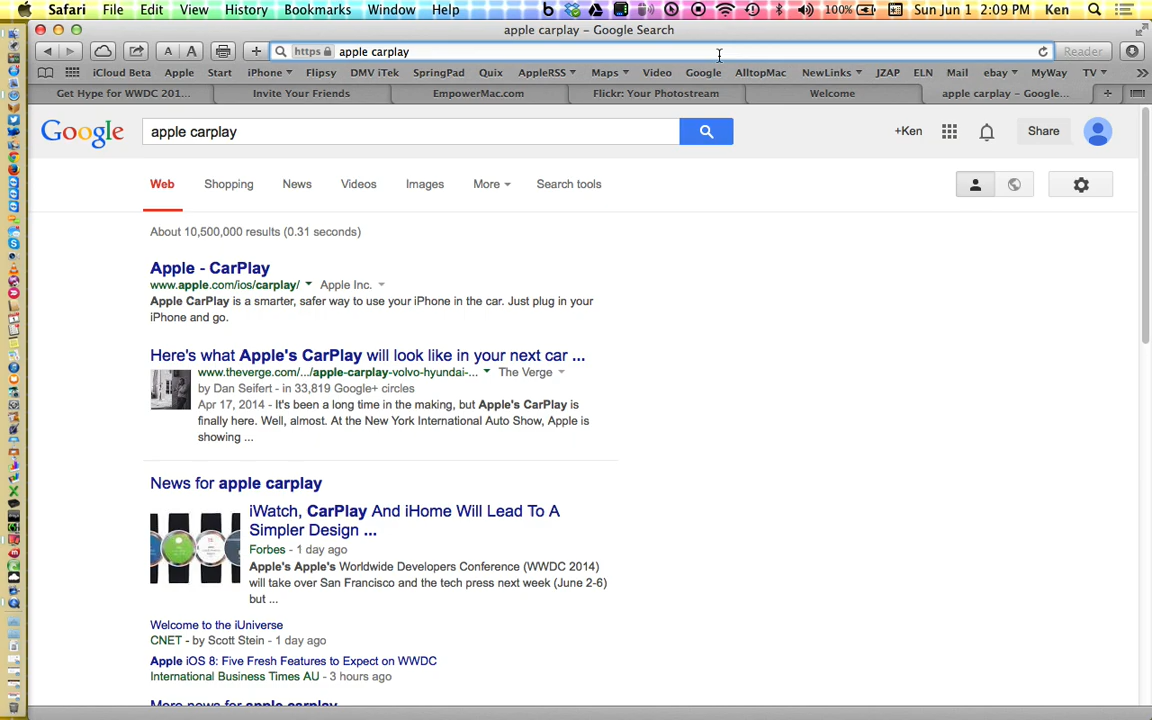 Safari File Edit View History Bookmarks Window Help 100% Sun Jun 1 2:09 PM Ken
apple carplay – Google Search
https apple carplay Reader
iCloud Beta Apple Start iPhone Flipsy DMV iTek SpringPad Quix AppleRSS Maps Video Google AlltopMac NewLinks JZAP ELN Mail ebay MyWay TV
Get Hype for WWDC 201... Invite Your Friends EmpowerMac.com Flickr: Your Photostream Welcome apple carplay – Google...
Google apple carplay +Ken Share
Web Shopping News Videos Images More Search tools
About 10,500,000 results (0.31 seconds)
Apple - CarPlay
www.apple.com/ios/carplay/ Apple Inc.
Apple CarPlay is a smarter, safer way to use your iPhone in the car. Just plug in your
iPhone and go.
Here's what Apple's CarPlay will look like in your next car ...
www.theverge.com/.../apple-carplay-volvo-hyundai-... The Verge
by Dan Seifert - in 33,819 Google+ circles
Apr 17, 2014 - It's been a long time in the making, but Apple's CarPlay is
finally here. Well, almost. At the New York International Auto Show, Apple is
showing ...
News for apple carplay
iWatch, CarPlay And iHome Will Lead To A
Simpler Design ...
Forbes - 1 day ago
Apple's Apple's Worldwide Developers Conference (WWDC 2014)
will take over San Francisco and the tech press next week (June 2-6)
but ...
Welcome to the iUniverse
CNET - by Scott Stein - 1 day ago
Apple iOS 8: Five Fresh Features to Expect on WWDC
International Business Times AU - 3 hours ago
More news for apple carplay